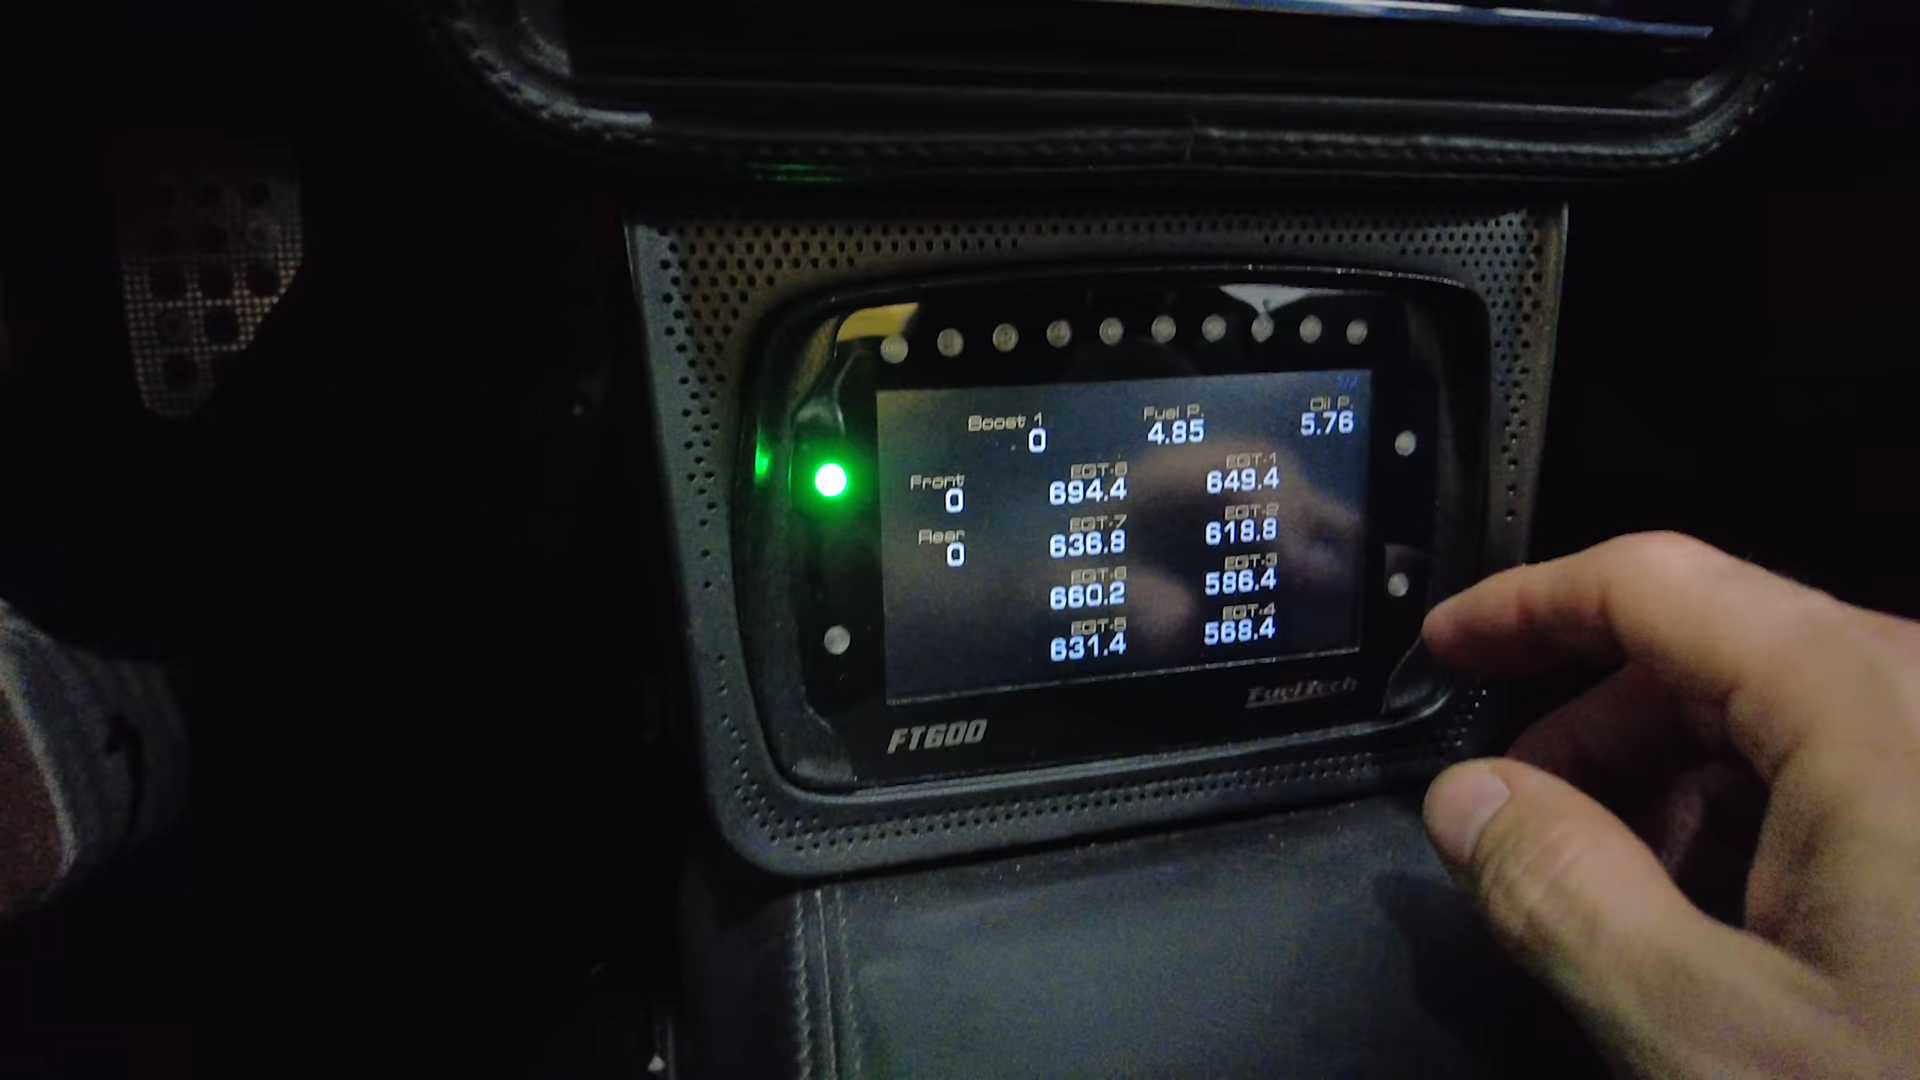 Boost 1 Fuel P. Oil P.
0 4.85 5.76
Front EGT-8 EGT-1
0 694.4 649.4
Rear EGT-7 EGT-2
0 636.8 618.8
EGT-6 EGT-3
660.2 586.4
EGT-5 EGT-4
631.4 568.4
FuelTech
FT600